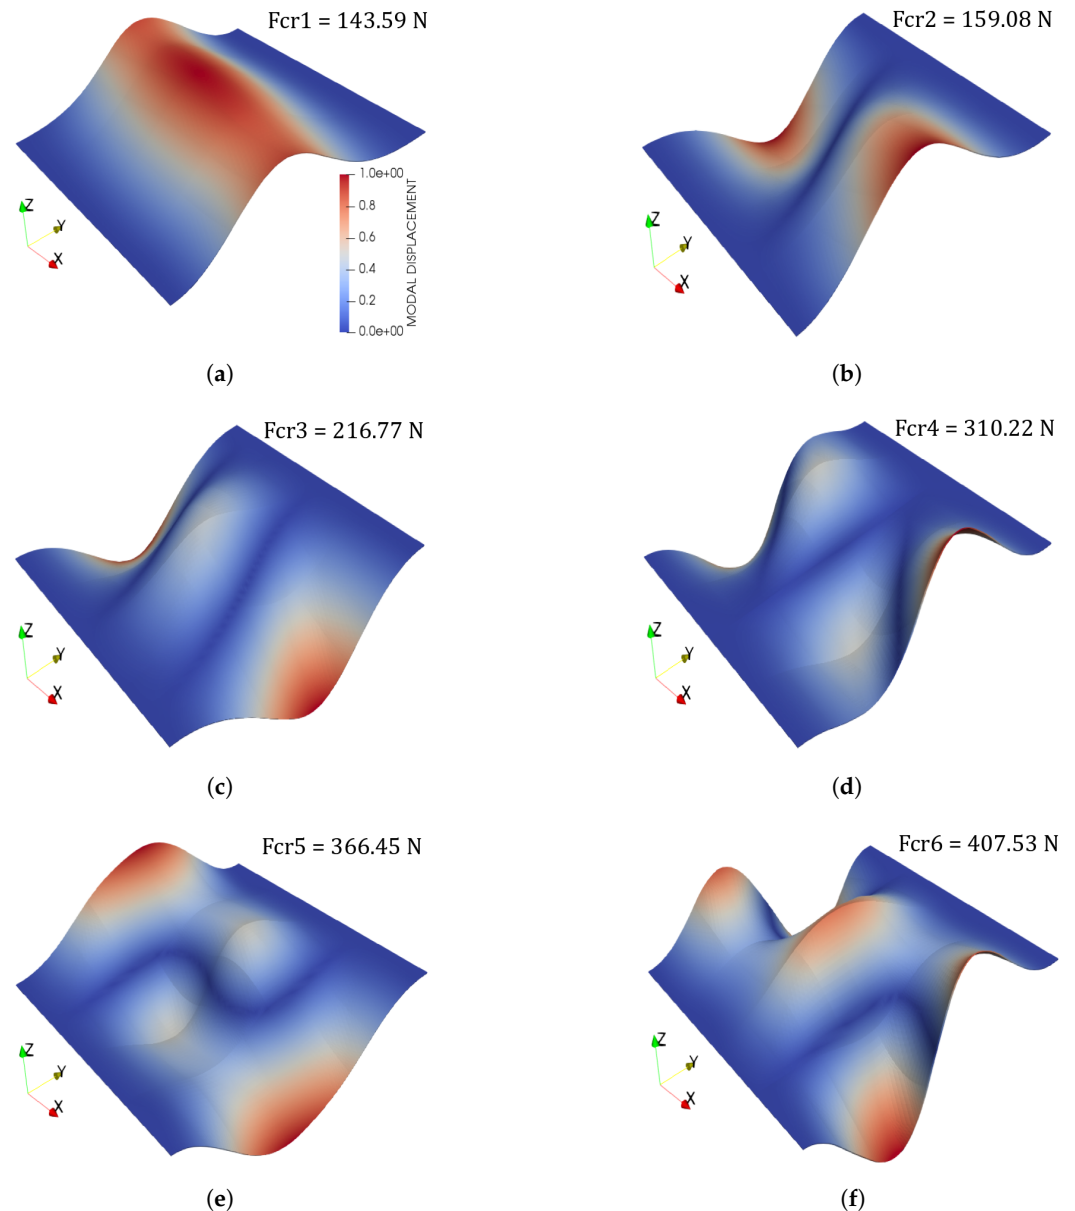 Fcr1 = 143.59 N
Fcr2 = 159.08 N
1.0e+00
0.8
0.6
0.4
0.2
0.0e+00
MODAL DISPLACEMENT
Z
Y
X
Z
Y
X
(a)
(b)
Fcr3 = 216.77 N
Fcr4 = 310.22 N
Z
Y
X
Z
Y
X
(c)
(d)
Fcr5 = 366.45 N
Fcr6 = 407.53 N
Z
Y
X
Z
Y
X
(e)
(f)